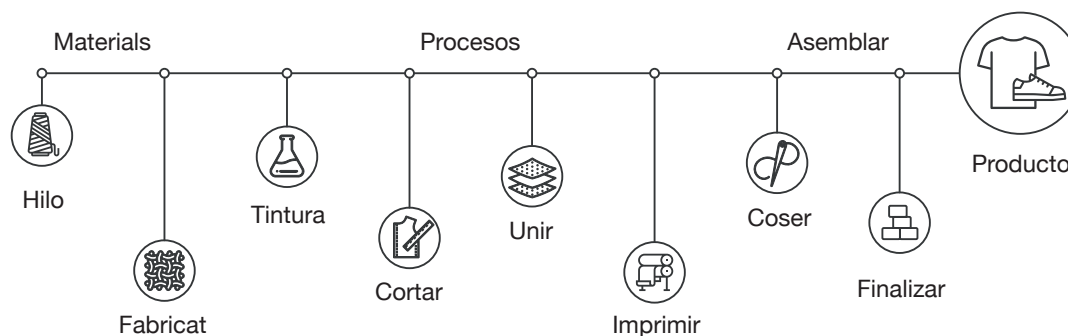 Materials
Procesos
Asemblar
Producto
Hilo
Tintura
Unir
Coser
Cortar
Finalizar
Fabricat
Imprimir